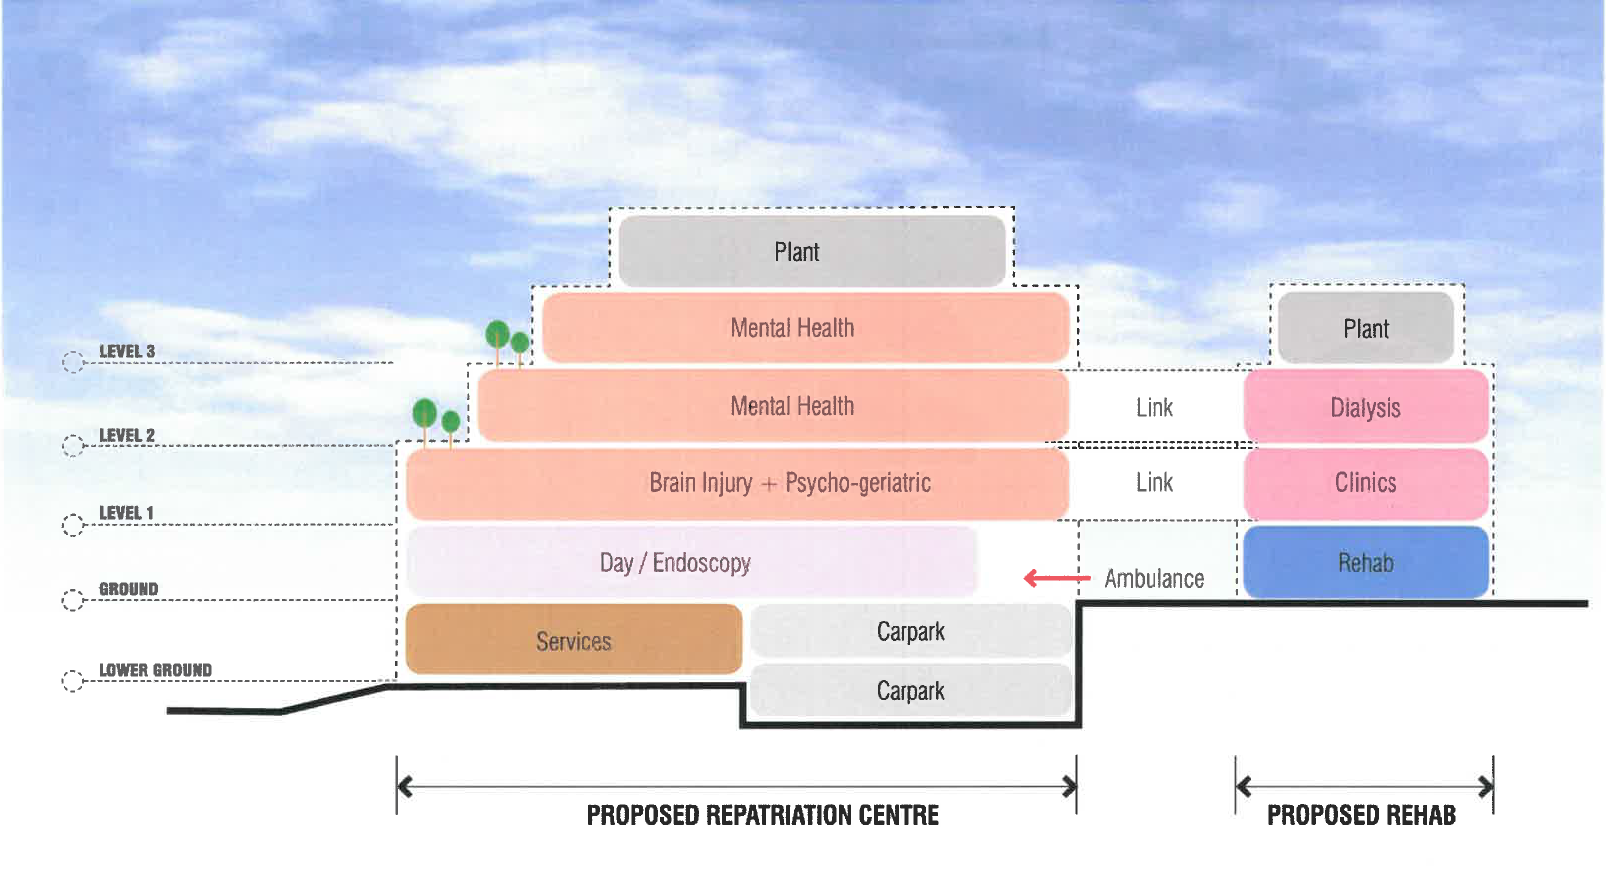 Plant
Mental Health
Plant
LEVEL 3
Mental Health
Link
Dialysis
LEVEL 2
Brain Injury + Psycho-geriatric
Link
Clinics
LEVEL 1
Day / Endoscopy
Ambulance
Rehab
GROUND
Services
Carpark
LOWER GROUND
Carpark
PROPOSED REPATRIATION CENTRE
PROPOSED REHAB